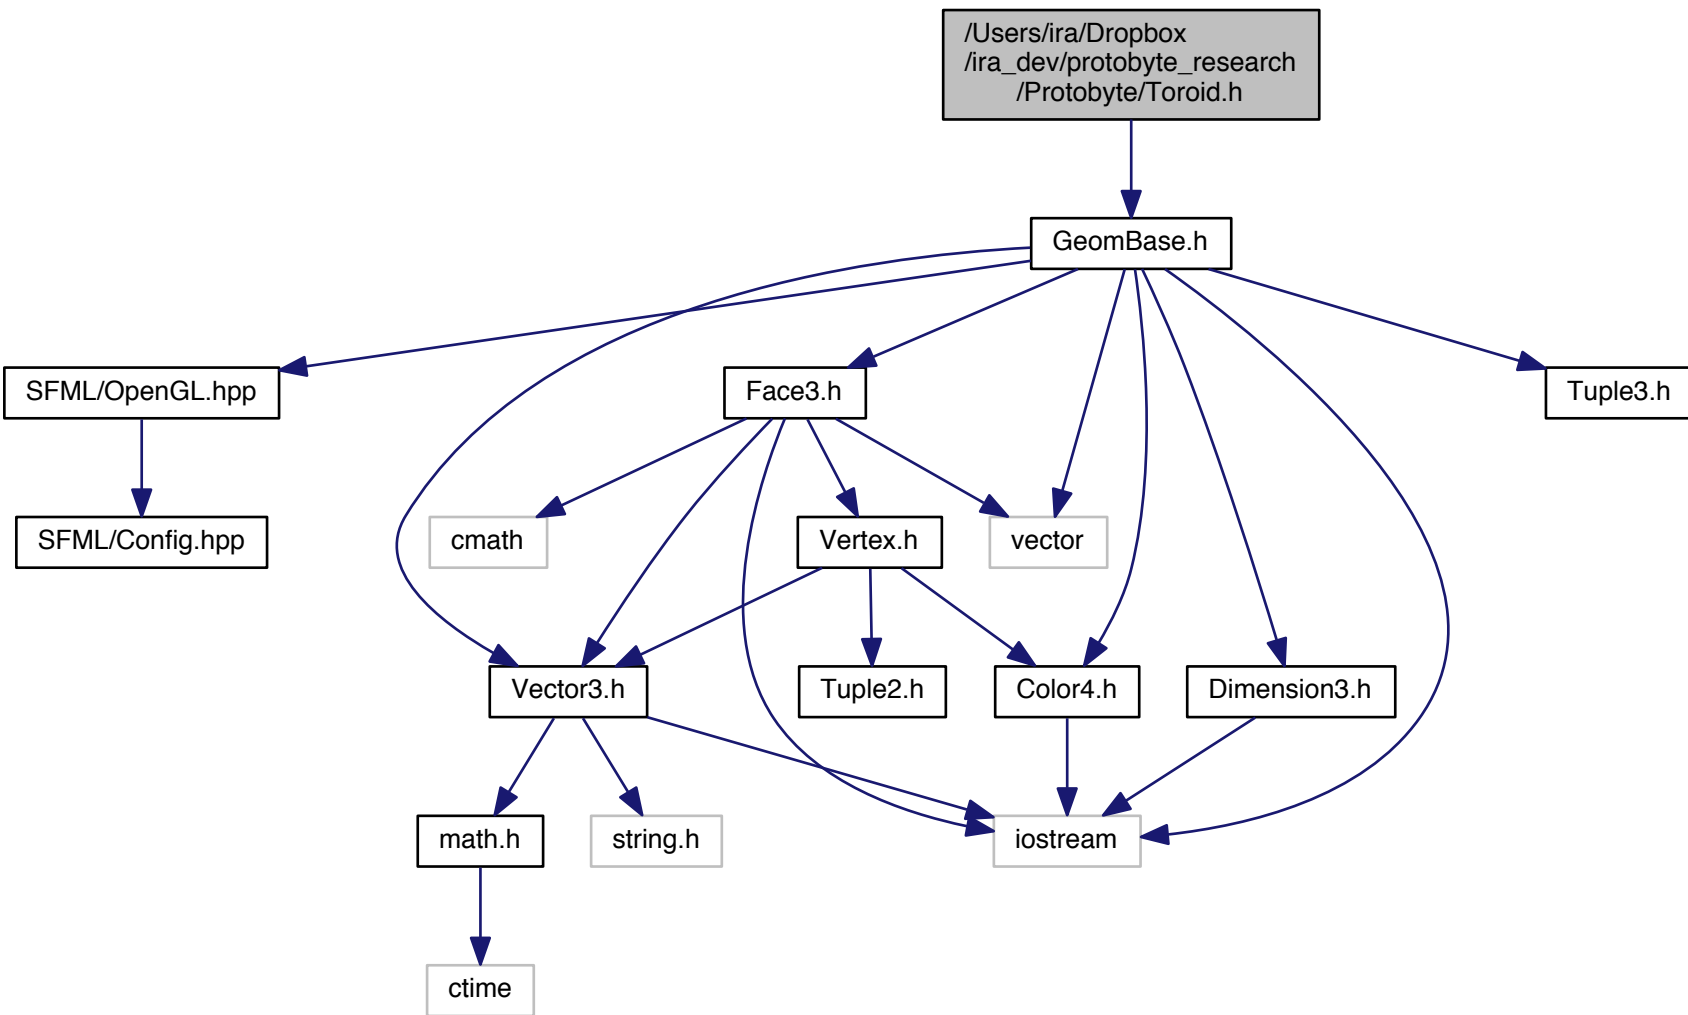 /Users/ira/Dropbox
/ira_dev/protobyte_research
/Protobyte/Toroid.h
GeomBase.h
SFML/OpenGL.hpp
Face3.h
Tuple3.h
SFML/Config.hpp
cmath
Vertex.h
vector
Vector3.h
Tuple2.h
Color4.h
Dimension3.h
math.h
string.h
iostream
ctime